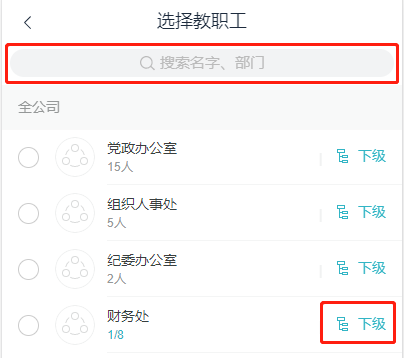 选择教职工
搜索名字、部门
全公司
党政办公室
15人
下级
组织人事处
5人
下级
纪委办公室
2人
下级
财务处
1/8
下级